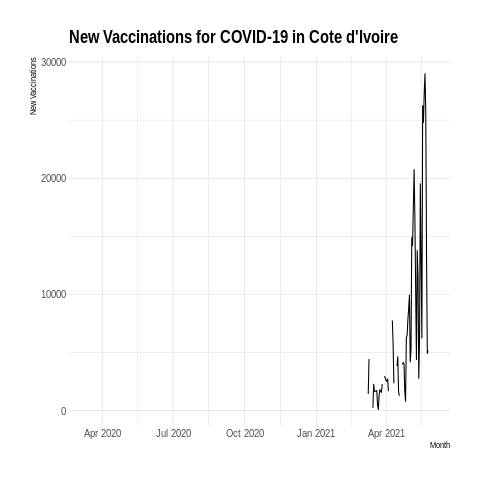 New Vaccinations for COVID-19 in Cote d'Ivoire
New Vaccinations
30000
20000
10000
0
Apr 2020 Jul 2020 Oct 2020 Jan 2021 Apr 2021
Month